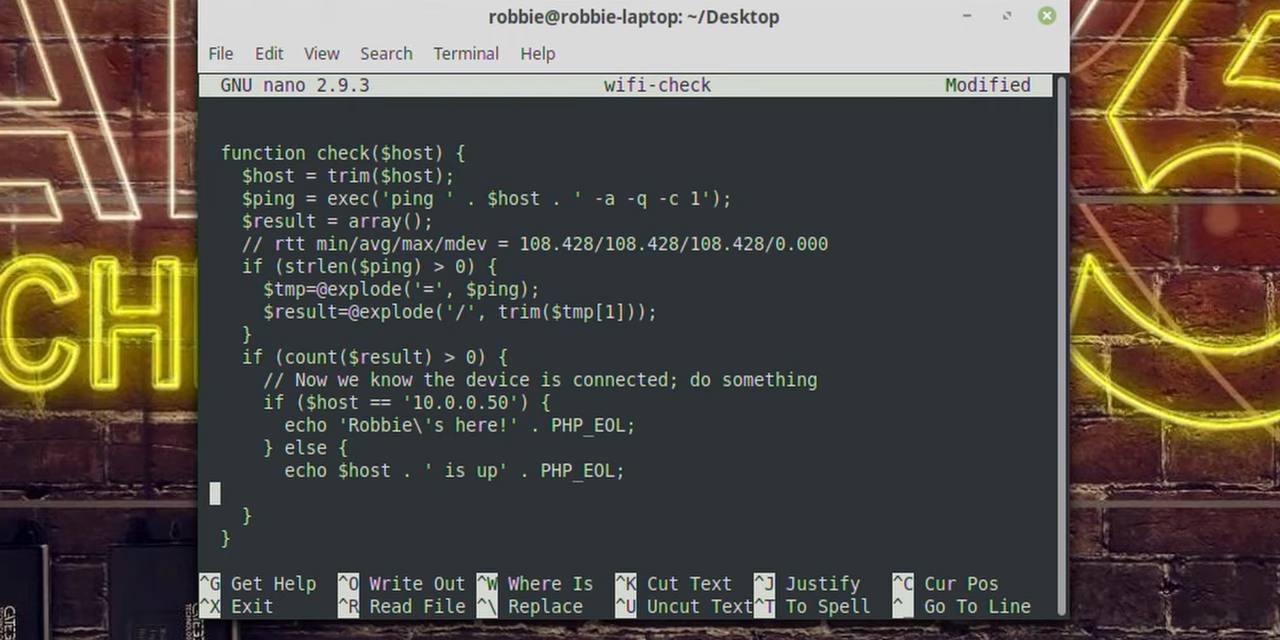 robbie@robbie-laptop: ~/Desktop
File Edit View Search Terminal Help
GNU nano 2.9.3 wifi-check Modified
function check($host) {
  $host = trim($host);
  $ping = exec('ping ' . $host . ' -a -q -c 1');
  $result = array();
  // rtt min/avg/max/mdev = 108.428/108.428/108.428/0.000
  if (strlen($ping) > 0) {
    $tmp=@explode('=', $ping);
    $result=@explode('/', trim($tmp[1]));
  }
  if (count($result) > 0) {
    // Now we know the device is connected; do something
    if ($host == '10.0.0.50') {
      echo 'Robbie\'s here!' . PHP_EOL;
    } else {
      echo $host . ' is up' . PHP_EOL;
  }
}
^G Get Help ^O Write Out ^W Where Is ^K Cut Text ^J Justify ^C Cur Pos
^X Exit ^R Read File ^\ Replace ^U Uncut Text ^T To Spell ^_ Go To Line
CH